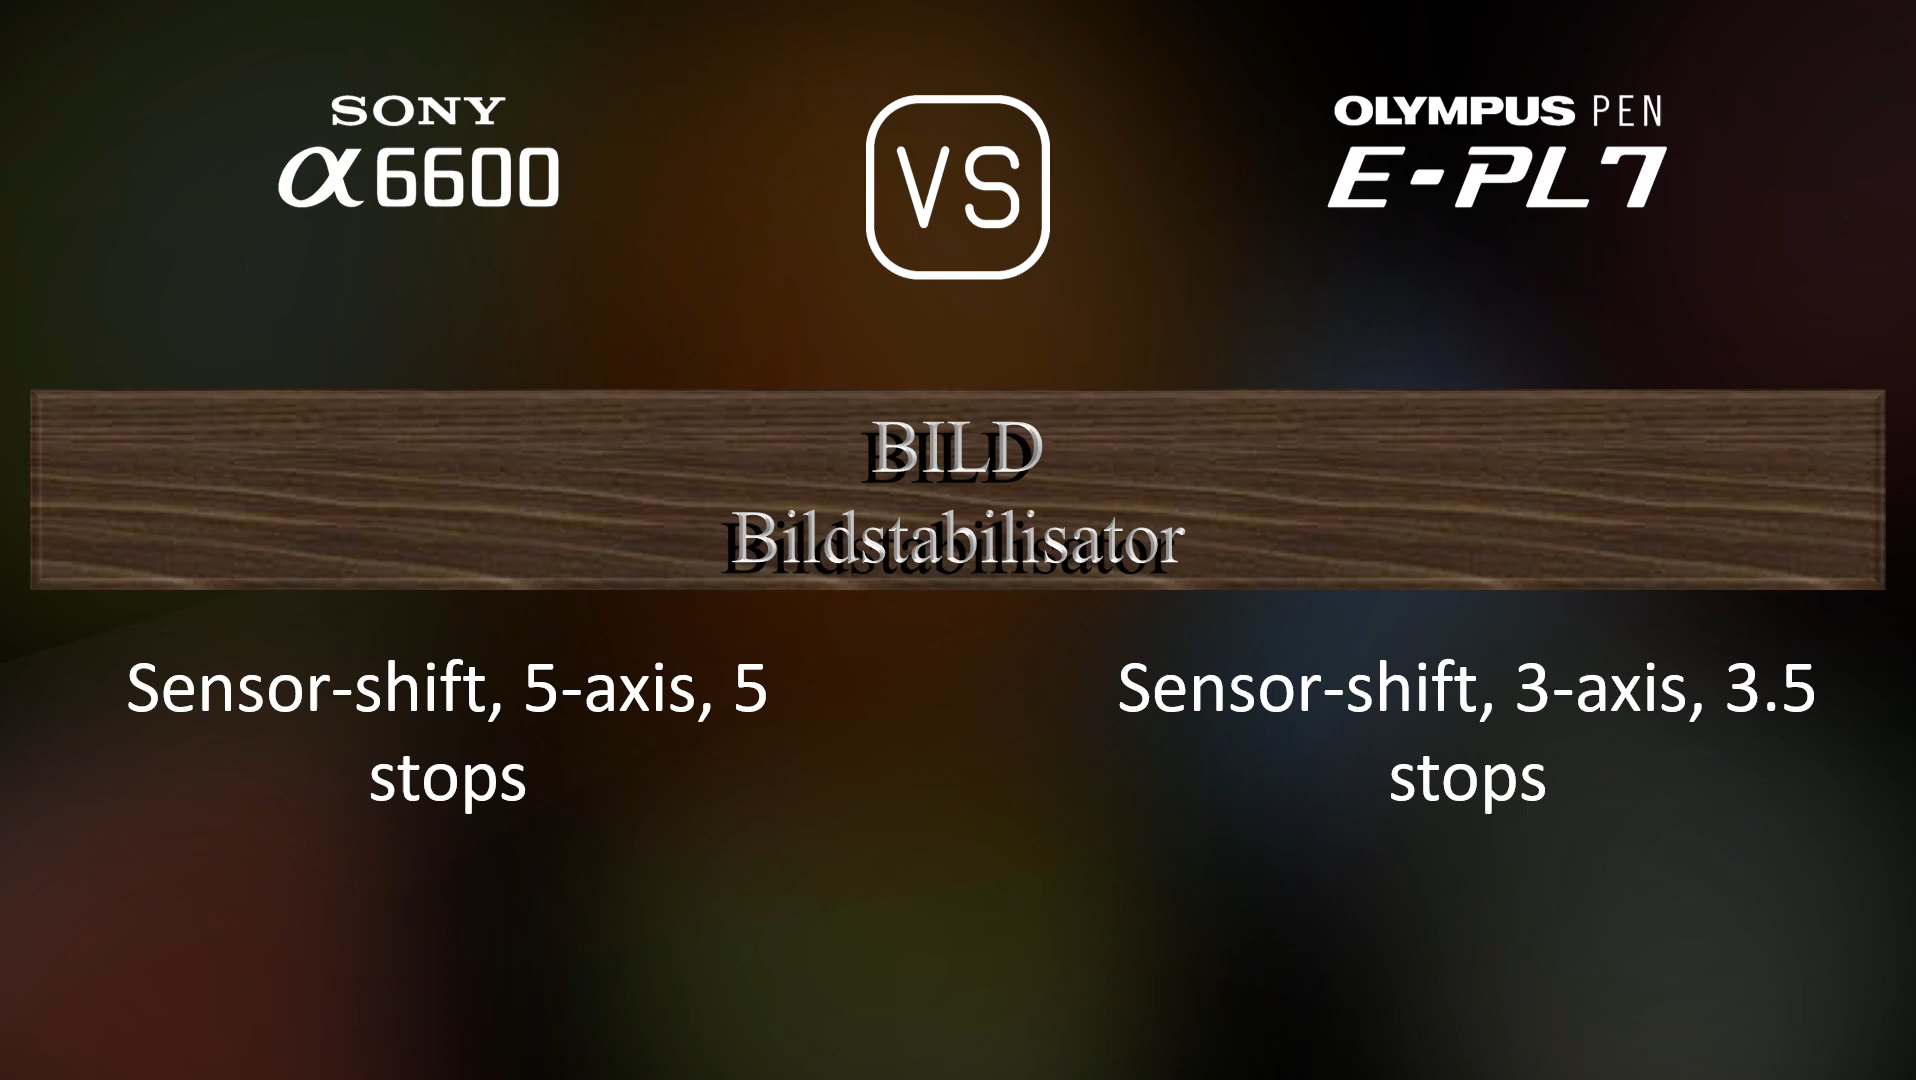 SONY
α6600
VS
OLYMPUS PEN
E-PL7
BILD
Bildstabilisator
Sensor-shift, 5-axis, 5
stops
Sensor-shift, 3-axis, 3.5
stops